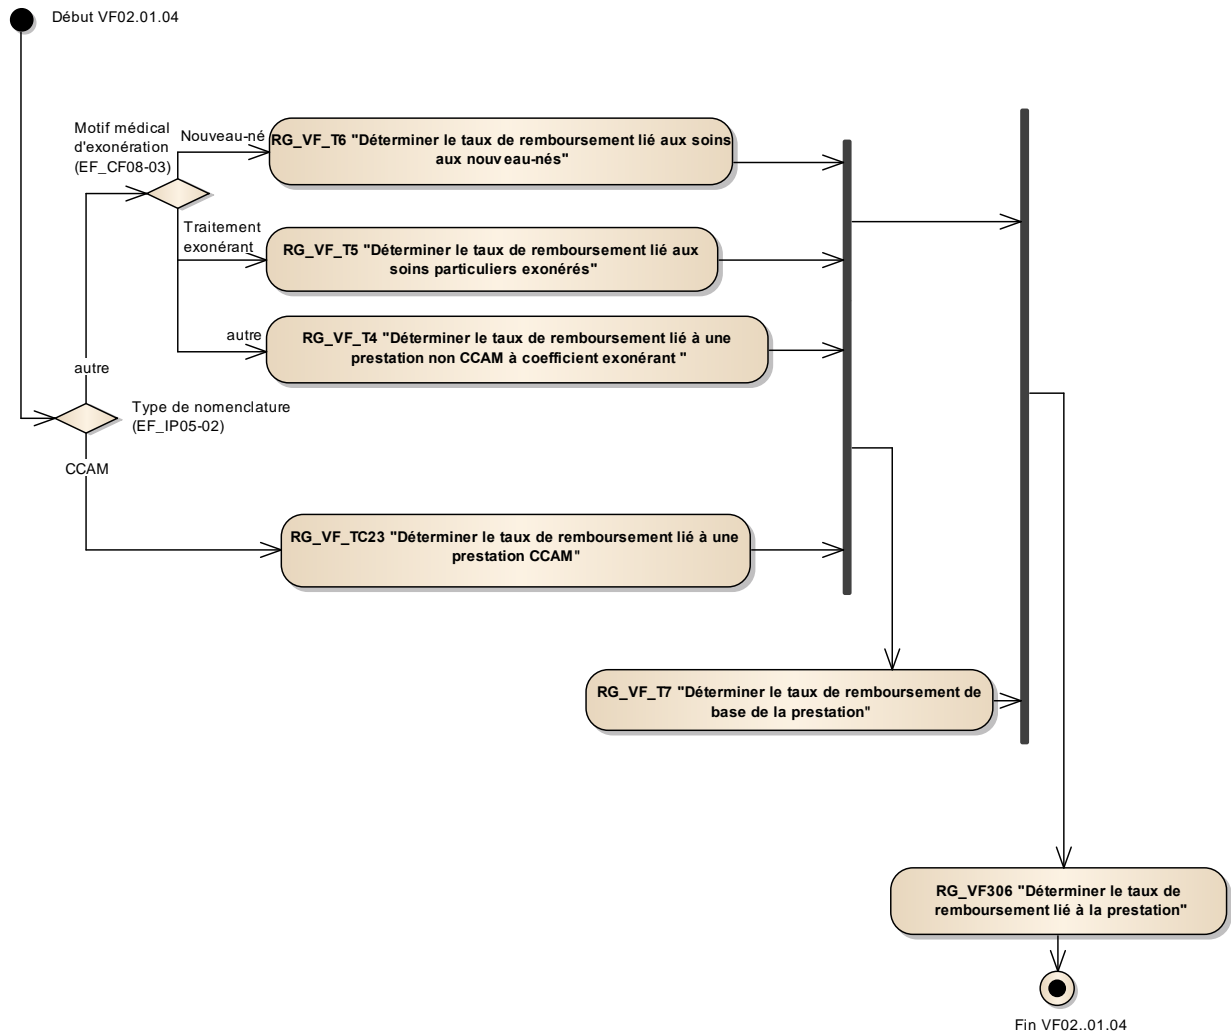 Début VF02.01.04
Motif médical
d'exonération
(EF_CF08-03)
Nouveau-né
RG_VF_T6 "Déterminer le taux de remboursement lié aux soins
aux nouveau-nés"
Traitement
exonérant
RG_VF_T5 "Déterminer le taux de remboursement lié aux
soins particuliers exonérés"
autre
RG_VF_T4 "Déterminer le taux de remboursement lié à une
prestation non CCAM à coefficient exonérant "
autre
Type de nomenclature
(EF_IP05-02)
CCAM
RG_VF_TC23 "Déterminer le taux de remboursement lié à une
prestation CCAM"
RG_VF_T7 "Déterminer le taux de remboursement de
base de la prestation"
RG_VF306 "Déterminer le taux de
remboursement lié à la prestation"
Fin VF02..01.04